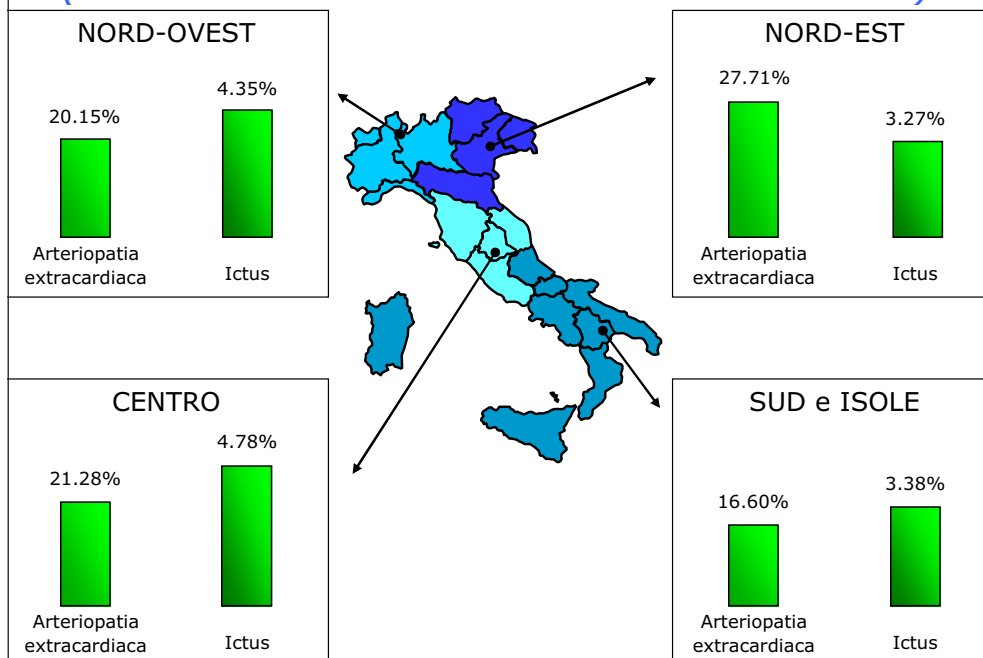 NORD-OVEST
4.35%
20.15%
Arteriopatia
extracardiaca
Ictus
NORD-EST
27.71%
3.27%
Arteriopatia
extracardiaca
Ictus
CENTRO
4.78%
21.28%
Arteriopatia
extracardiaca
Ictus
SUD e ISOLE
3.38%
16.60%
Arteriopatia
extracardiaca
Ictus